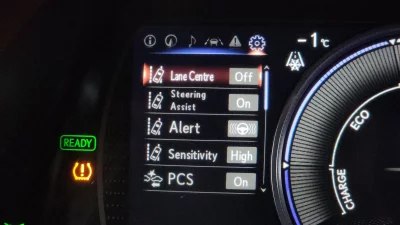 -1°C
Lane Centre Off
Steering
Assist On
Alert
Sensitivity High
PCS On
READY
ECO
CHARGE